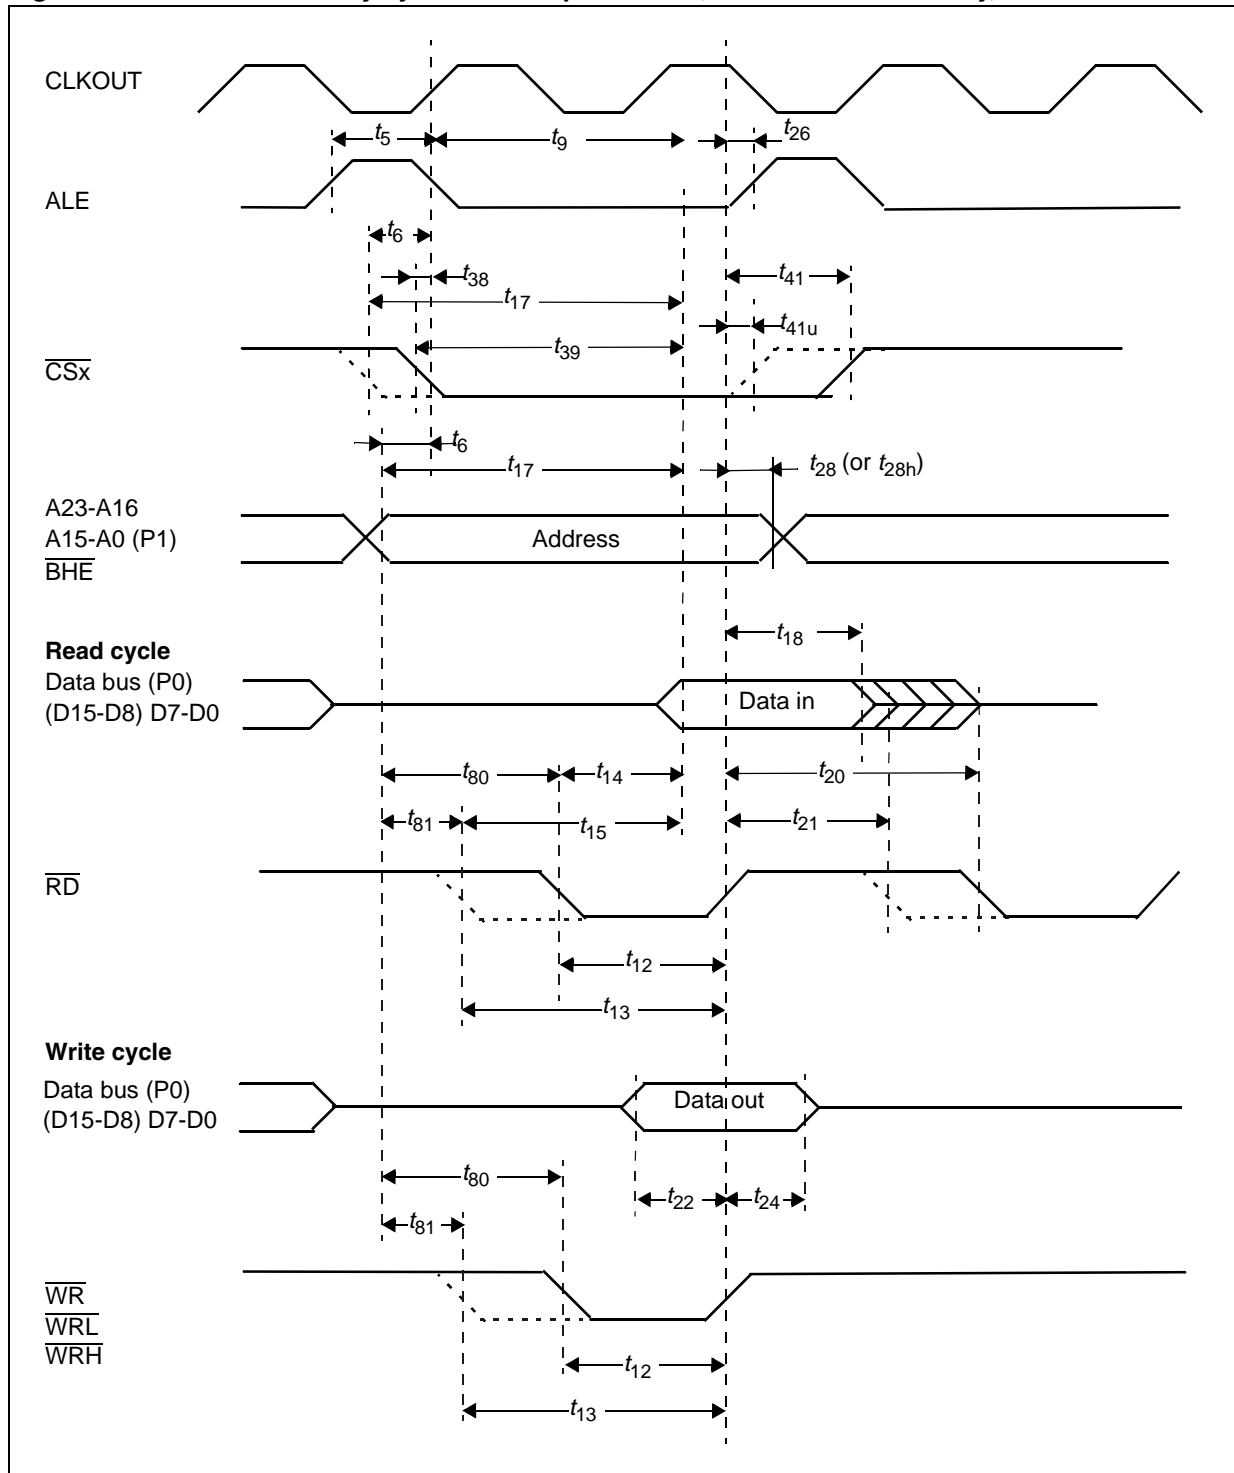 CLKOUT
t5
t9
t26
ALE
t6
t38
t41
t17
t41u
t39
CSx
t6
t17
t28 (or t28h)
A23-A16
A15-A0 (P1)
Address
BHE
t18
Read cycle
Data bus (P0)
Data in
(D15-D8) D7-D0
t80
t14
t20
t81
t15
t21
RD
t12
t13
Write cycle
Data bus (P0)
Data out
(D15-D8) D7-D0
t80
t22
t24
t81
WR
WRL
WRH
t12
t13